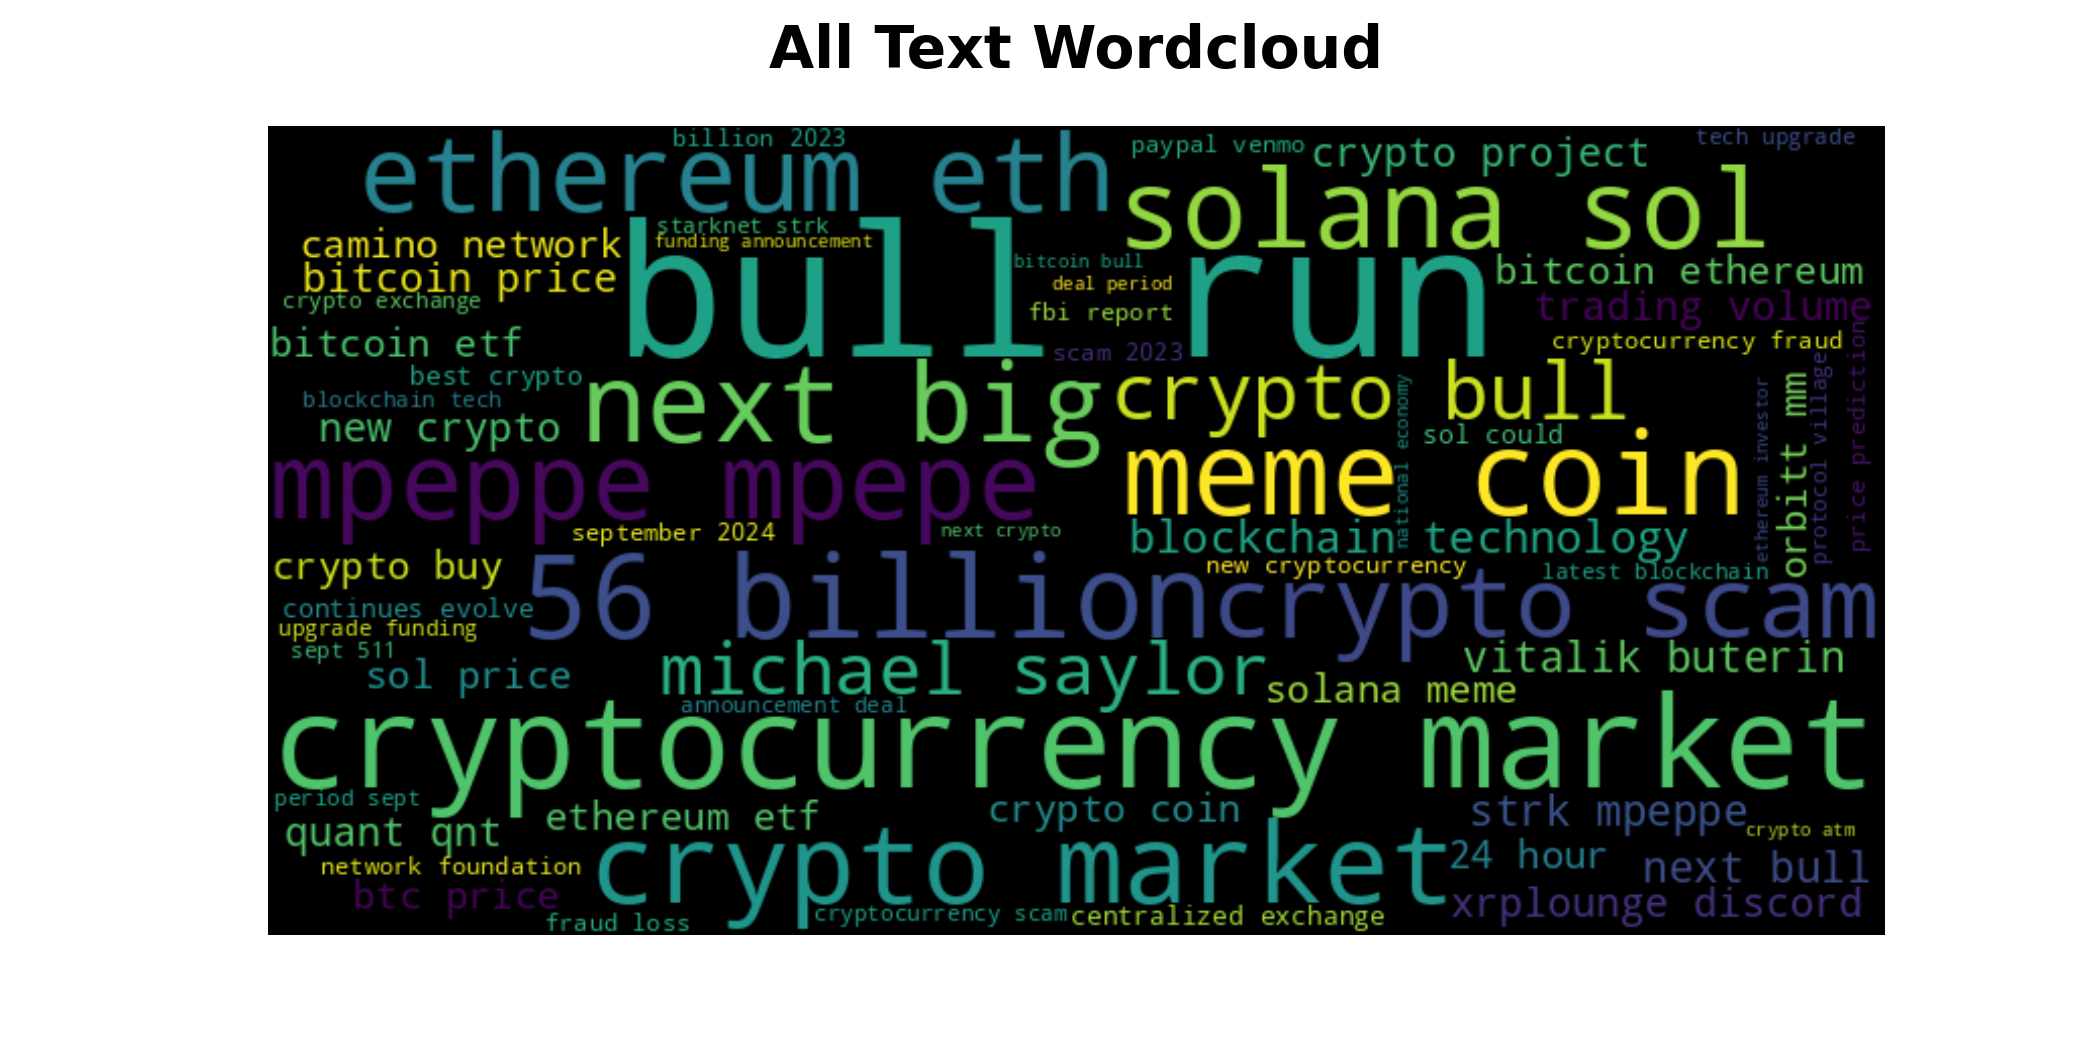 All Text Wordcloud
billion 2023
paypal venmo
crypto project
tech upgrade
ethereum eth
solana sol
starknet strk
camino network
funding announcement
bull run
bitcoin bull
bitcoin price
deal period
bitcoin ethereum
crypto exchange
fbi report
trading volume
bitcoin etf
scam 2023
cryptocurrency fraud
best crypto
next big
crypto bull
blockchain tech
new crypto
sol could
national economy
ethereum investor
orbitt mm
protocol village
price prediction
mpeppe mpepe
meme coin
september 2024
next crypto
blockchain technology
crypto buy
new cryptocurrency
latest blockchain
56 billion
crypto scam
continues evolve
upgrade funding
sept 511
sol price
michael saylor
vitalik buterin
solana meme
announcement deal
cryptocurrency market
period sept
ethereum etf
crypto coin
strk mpeppe
quant qnt
crypto atm
network foundation
crypto market
24 hour
next bull
btc price
xrplounge discord
fraud loss
cryptocurrency scam
centralized exchange